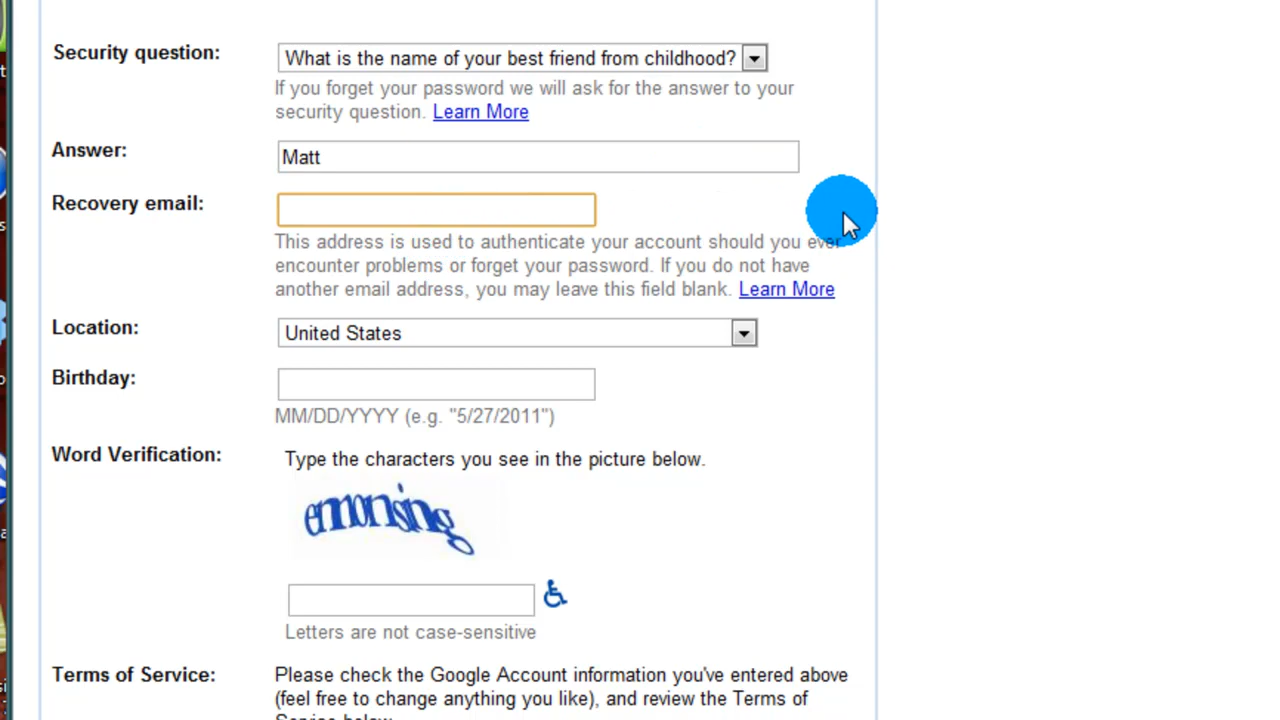 Security question:
What is the name of your best friend from childhood?
If you forget your password we will ask for the answer to your
security question. Learn More
Answer:
Matt
Recovery email:
This address is used to authenticate your account should you ever
encounter problems or forget your password. If you do not have
another email address, you may leave this field blank. Learn More
Location:
United States
Birthday:
MM/DD/YYYY (e.g. "5/27/2011")
Word Verification:
Type the characters you see in the picture below.
Letters are not case-sensitive
Terms of Service:
Please check the Google Account information you've entered above
(feel free to change anything you like), and review the Terms of
Service below.